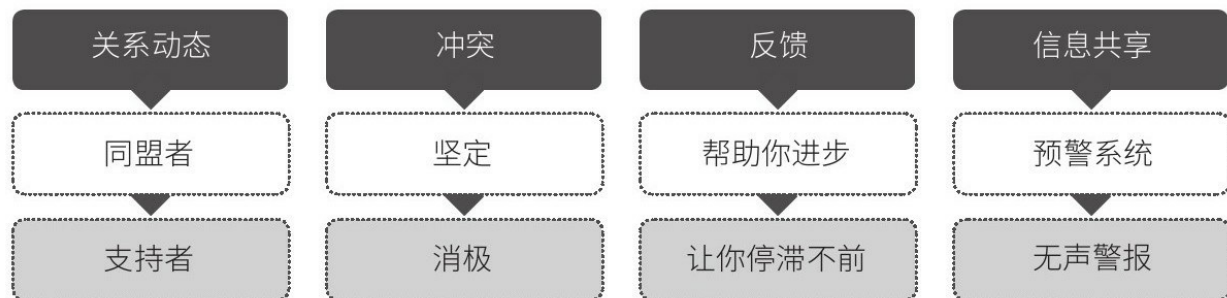 关系动态
冲突
反馈
信息共享
同盟者
坚定
帮助你进步
预警系统
支持者
消极
让你停滞不前
无声警报